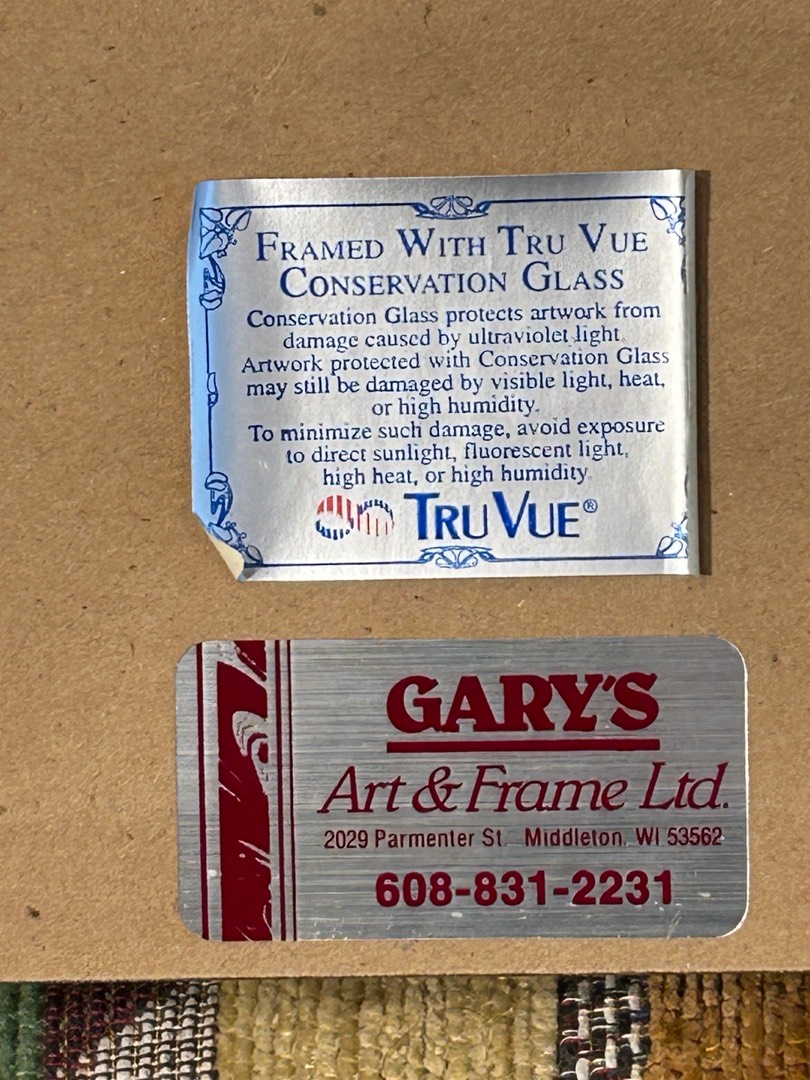 FRAMED WITH TRU VUE
CONSERVATION GLASS
Conservation Glass protects artwork from
damage caused by ultraviolet light.
Artwork protected with Conservation Glass
may still be damaged by visible light, heat,
or high humidity.
To minimize such damage, avoid exposure
to direct sunlight, fluorescent light,
high heat, or high humidity.
TRU VUE®
GARY'S
Art & Frame Ltd.
2029 Parmenter St. Middleton, WI 53562
608-831-2231